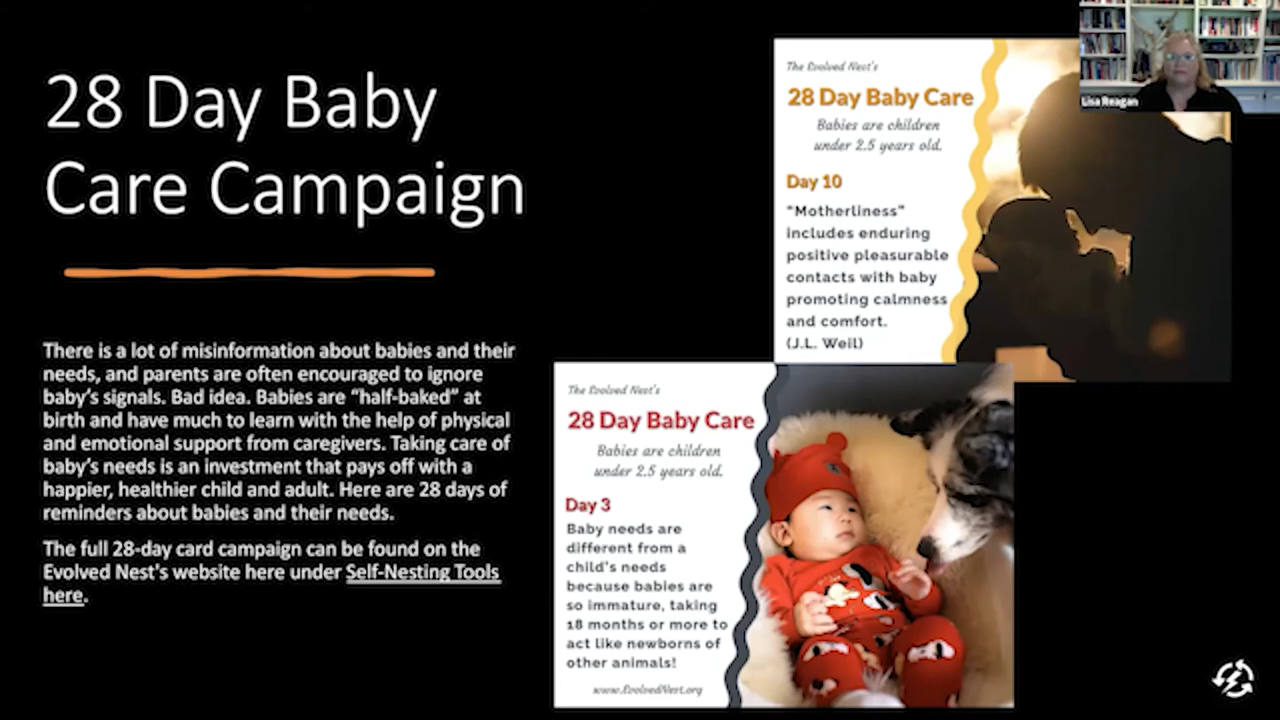 28 Day Baby
Care Campaign
There is a lot of misinformation about babies and their
needs, and parents are often encouraged to ignore
baby's signals. Bad idea. Babies are “half-baked” at
birth and have much to learn with the help of physical
and emotional support from caregivers. Taking care of
baby's needs is an investment that pays off with a
happier, healthier child and adult. Here are 28 days of
reminders about babies and their needs.
The full 28-day card campaign can be found on the
Evolved Nest's website here under Self-Nesting Tools
here.
The Evolved Nest's
28 Day Baby Care
Babies are children
under 2.5 years old.
Day 10
"Motherliness"
includes enduring
positive pleasurable
contacts with baby
promoting calmness
and comfort.
(J.L. Weil)
Lisa Reagan
The Evolved Nest's
28 Day Baby Care
Babies are children
under 2.5 years old.
Day 3
Baby needs are
different from a
child's needs
because babies are
so immature, taking
18 months or more to
act like newborns of
other animals!
www.EvolvedNest.org